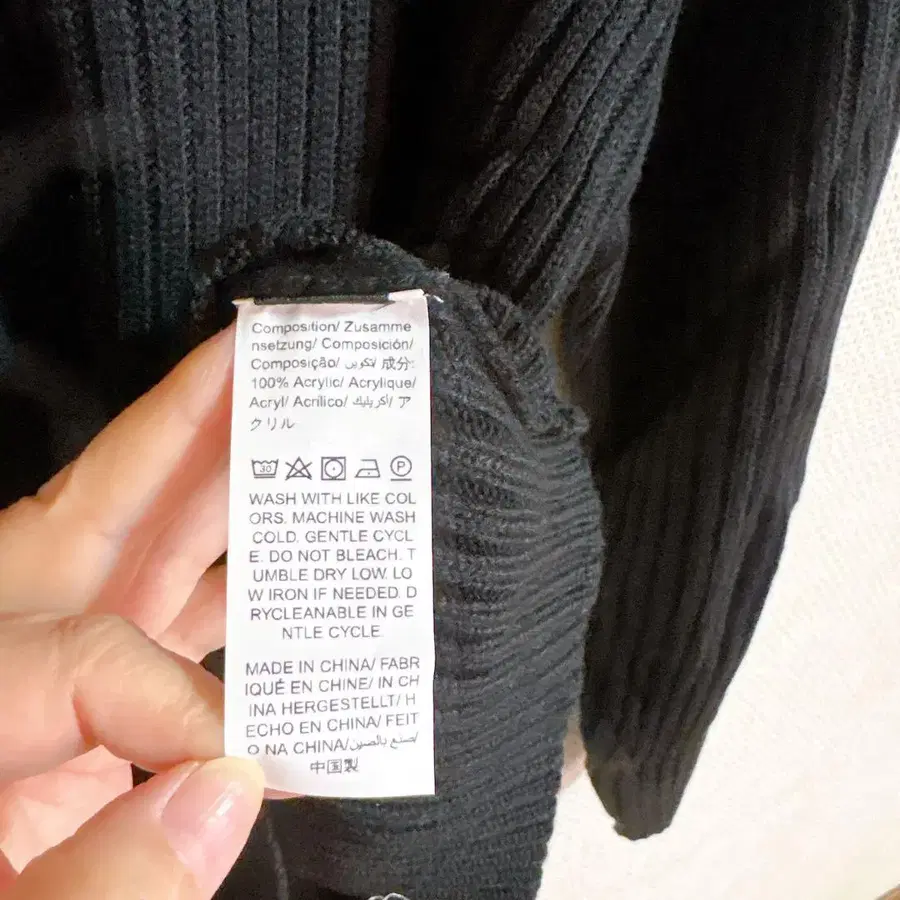 Composition/ Zusamme
nsetzung/ Composición/
Composição/ تكوين/ 成分:
100% Acrylic/ Acrylique/
Acryl/ Acrílico/ أكريليك/ ア
クリル
30 P
WASH WITH LIKE COL
ORS. MACHINE WASH
COLD. GENTLE CYCL
E. DO NOT BLEACH. T
UMBLE DRY LOW. LO
W IRON IF NEEDED. D
RYCLEANABLE IN GE
NTLE CYCLE.
MADE IN CHINA/ FABR
IQUÉ EN CHINE/ IN CH
INA HERGESTELLT/ H
ECHO EN CHINA/ FEIT
O NA CHINA/ صنع بالصين/
中国製